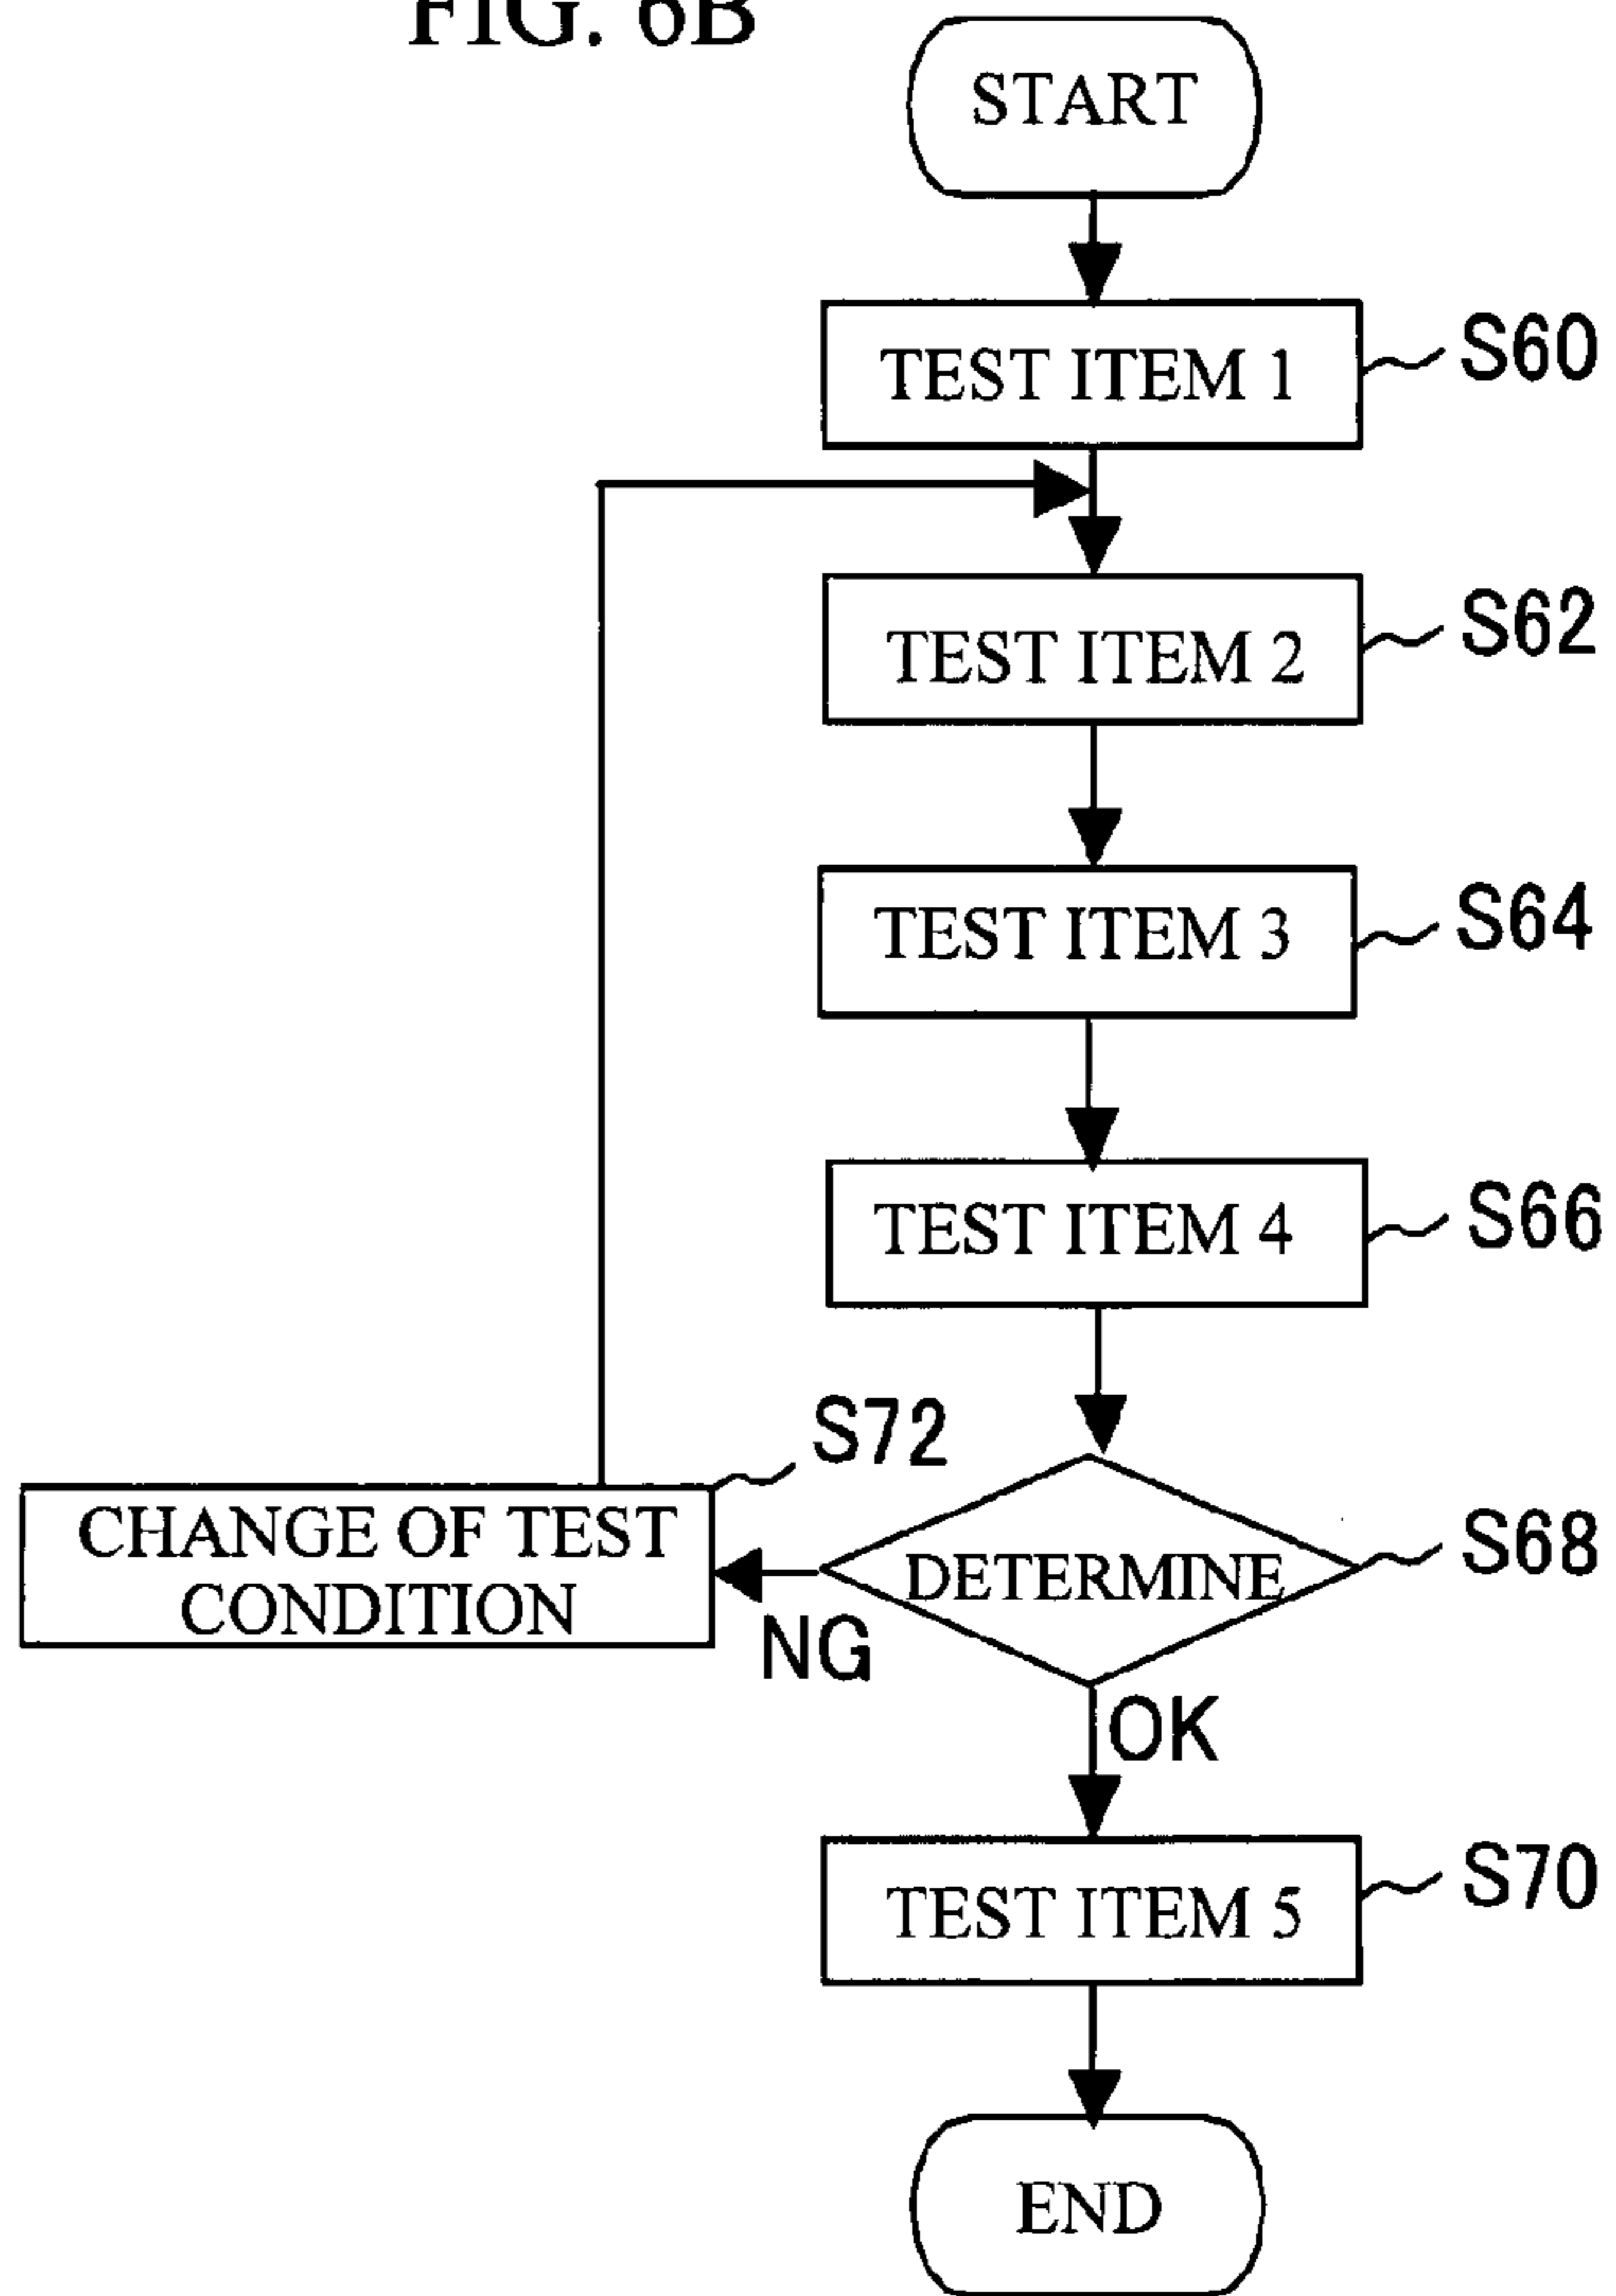 FIG. 6B
START
TEST ITEM 1
S60
TEST ITEM 2
S62
TEST ITEM 3
S64
TEST ITEM 4
S66
S72
CHANGE OF TEST
CONDITION
NG
DETERMINE
S68
OK
TEST ITEM 5
S70
END